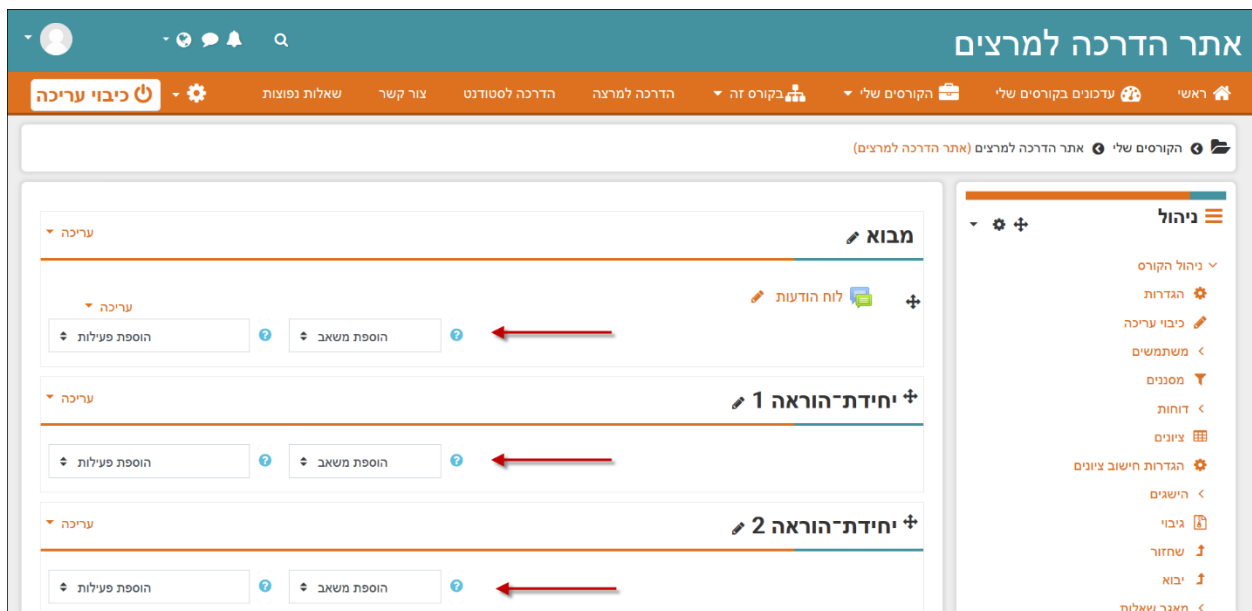 אתר הדרכה למרצים
ראשי עדכונים בקורסים שלי הקורסים שלי בקורס זה הדרכה למרצה הדרכה לסטודנט צור קשר שאלות נפוצות כיבוי עריכה
הקורסים שלי אתר הדרכה למרצים (אתר הדרכה למרצים)
ניהול
ניהול הקורס
הגדרות
כיבוי עריכה
משתמשים
מסננים
דוחות
ציונים
הגדרות חישוב ציונים
הישגים
גיבוי
שחזור
יבוא
מאגר שאלות
מבוא עריכה
לוח הודעות
עריכה
הוספת משאב הוספת פעילות
יחידת־הוראה 1 עריכה
הוספת משאב הוספת פעילות
יחידת־הוראה 2 עריכה
הוספת משאב הוספת פעילות